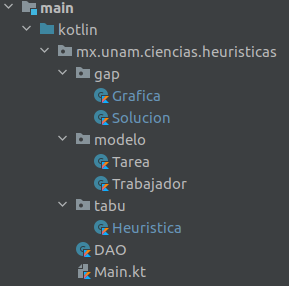 main
kotlin
mx.unam.ciencias.heuristicas
gap
Grafica
Solucion
modelo
Tarea
Trabajador
tabu
Heuristica
DAO
Main.kt